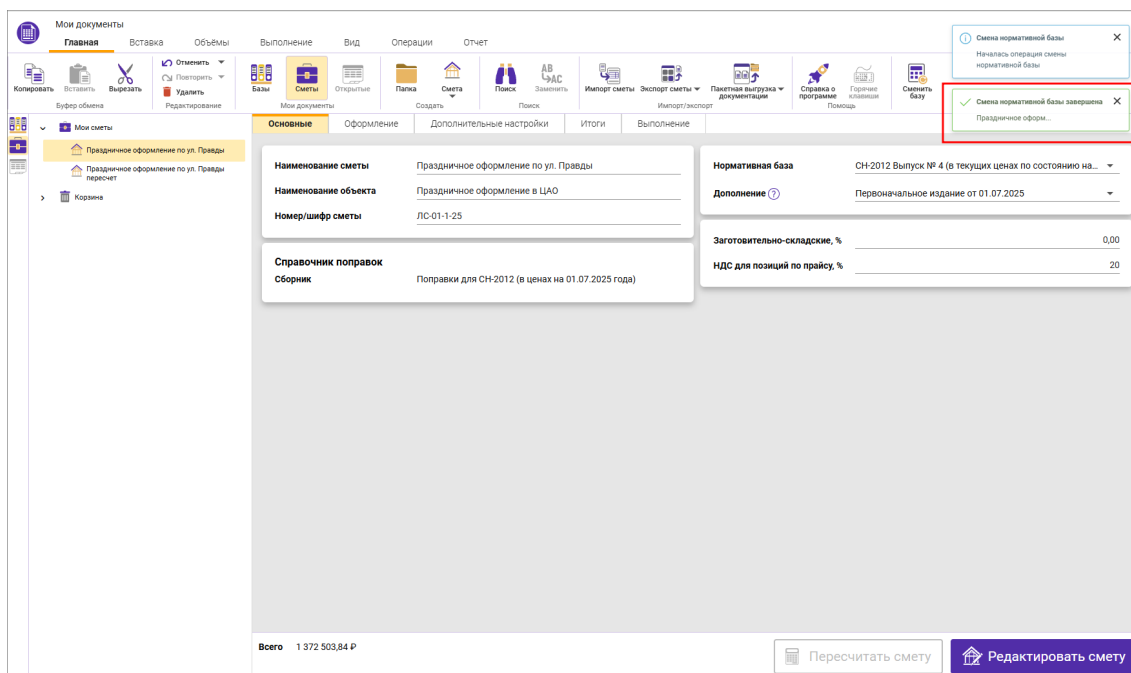 Мои документы
Главная Вставка Объёмы Выполнение Вид Операции Отчет
Копировать Вставить Вырезать
Отменить
Повторить
Удалить
Базы Сметы Открытые
Папка Смета
Поиск Заменить
AB
AC
Импорт сметы Экспорт сметы Пакетная выгрузка документации
Справка о программе Горячие клавиши
Сменить базу
Буфер обмена Редактирование Мои документы Создать Поиск Импорт/экспорт Помощь
Смена нормативной базы
Началась операция смены
нормативной базы
Смена нормативной базы завершена
Праздничное оформ...
Мои сметы
Праздничное оформление по ул. Правды
Праздничное оформление по ул. Правды
пересчет
Корзина
Основные Оформление Дополнительные настройки Итоги Выполнение
Наименование сметы Праздничное оформление по ул. Правды
Наименование объекта Праздничное оформление в ЦАО
Номер/шифр сметы ЛС-01-1-25
Справочник поправок
Сборник Поправки для СН-2012 (в ценах на 01.07.2025 года)
Нормативная база СН-2012 Выпуск № 4 (в текущих ценах по состоянию на...
Дополнение ? Первоначальное издание от 01.07.2025
Заготовительно-складские, % 0,00
НДС для позиций по прайсу, % 20
Всего 1 372 503,84 ₽
Пересчитать смету Редактировать смету